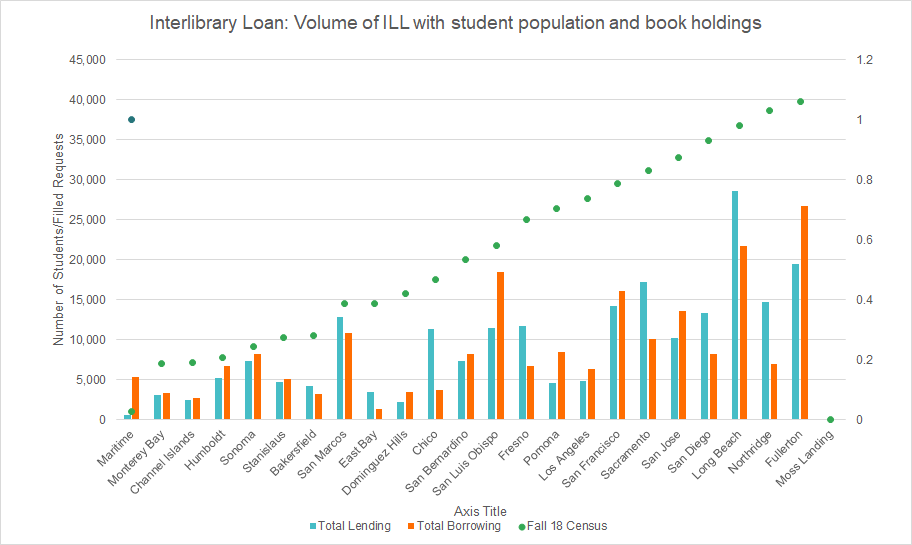 Interlibrary Loan: Volume of ILL with student population and book holdings
45,000
40,000
35,000
30,000
25,000
20,000
15,000
10,000
5,000
0
Number of Students/Filled Requests
1.2
1
0.8
0.6
0.4
0.2
0
Maritime
Monterey Bay
Channel Islands
Humboldt
Sonoma
Stanislaus
Bakersfield
San Marcos
East Bay
Dominguez Hills
Chico
San Bernardino
San Luis Obispo
Fresno
Pomona
Los Angeles
San Francisco
Sacramento
San Jose
San Diego
Long Beach
Northridge
Fullerton
Moss Landing
Axis Title
Total Lending Total Borrowing Fall 18 Census